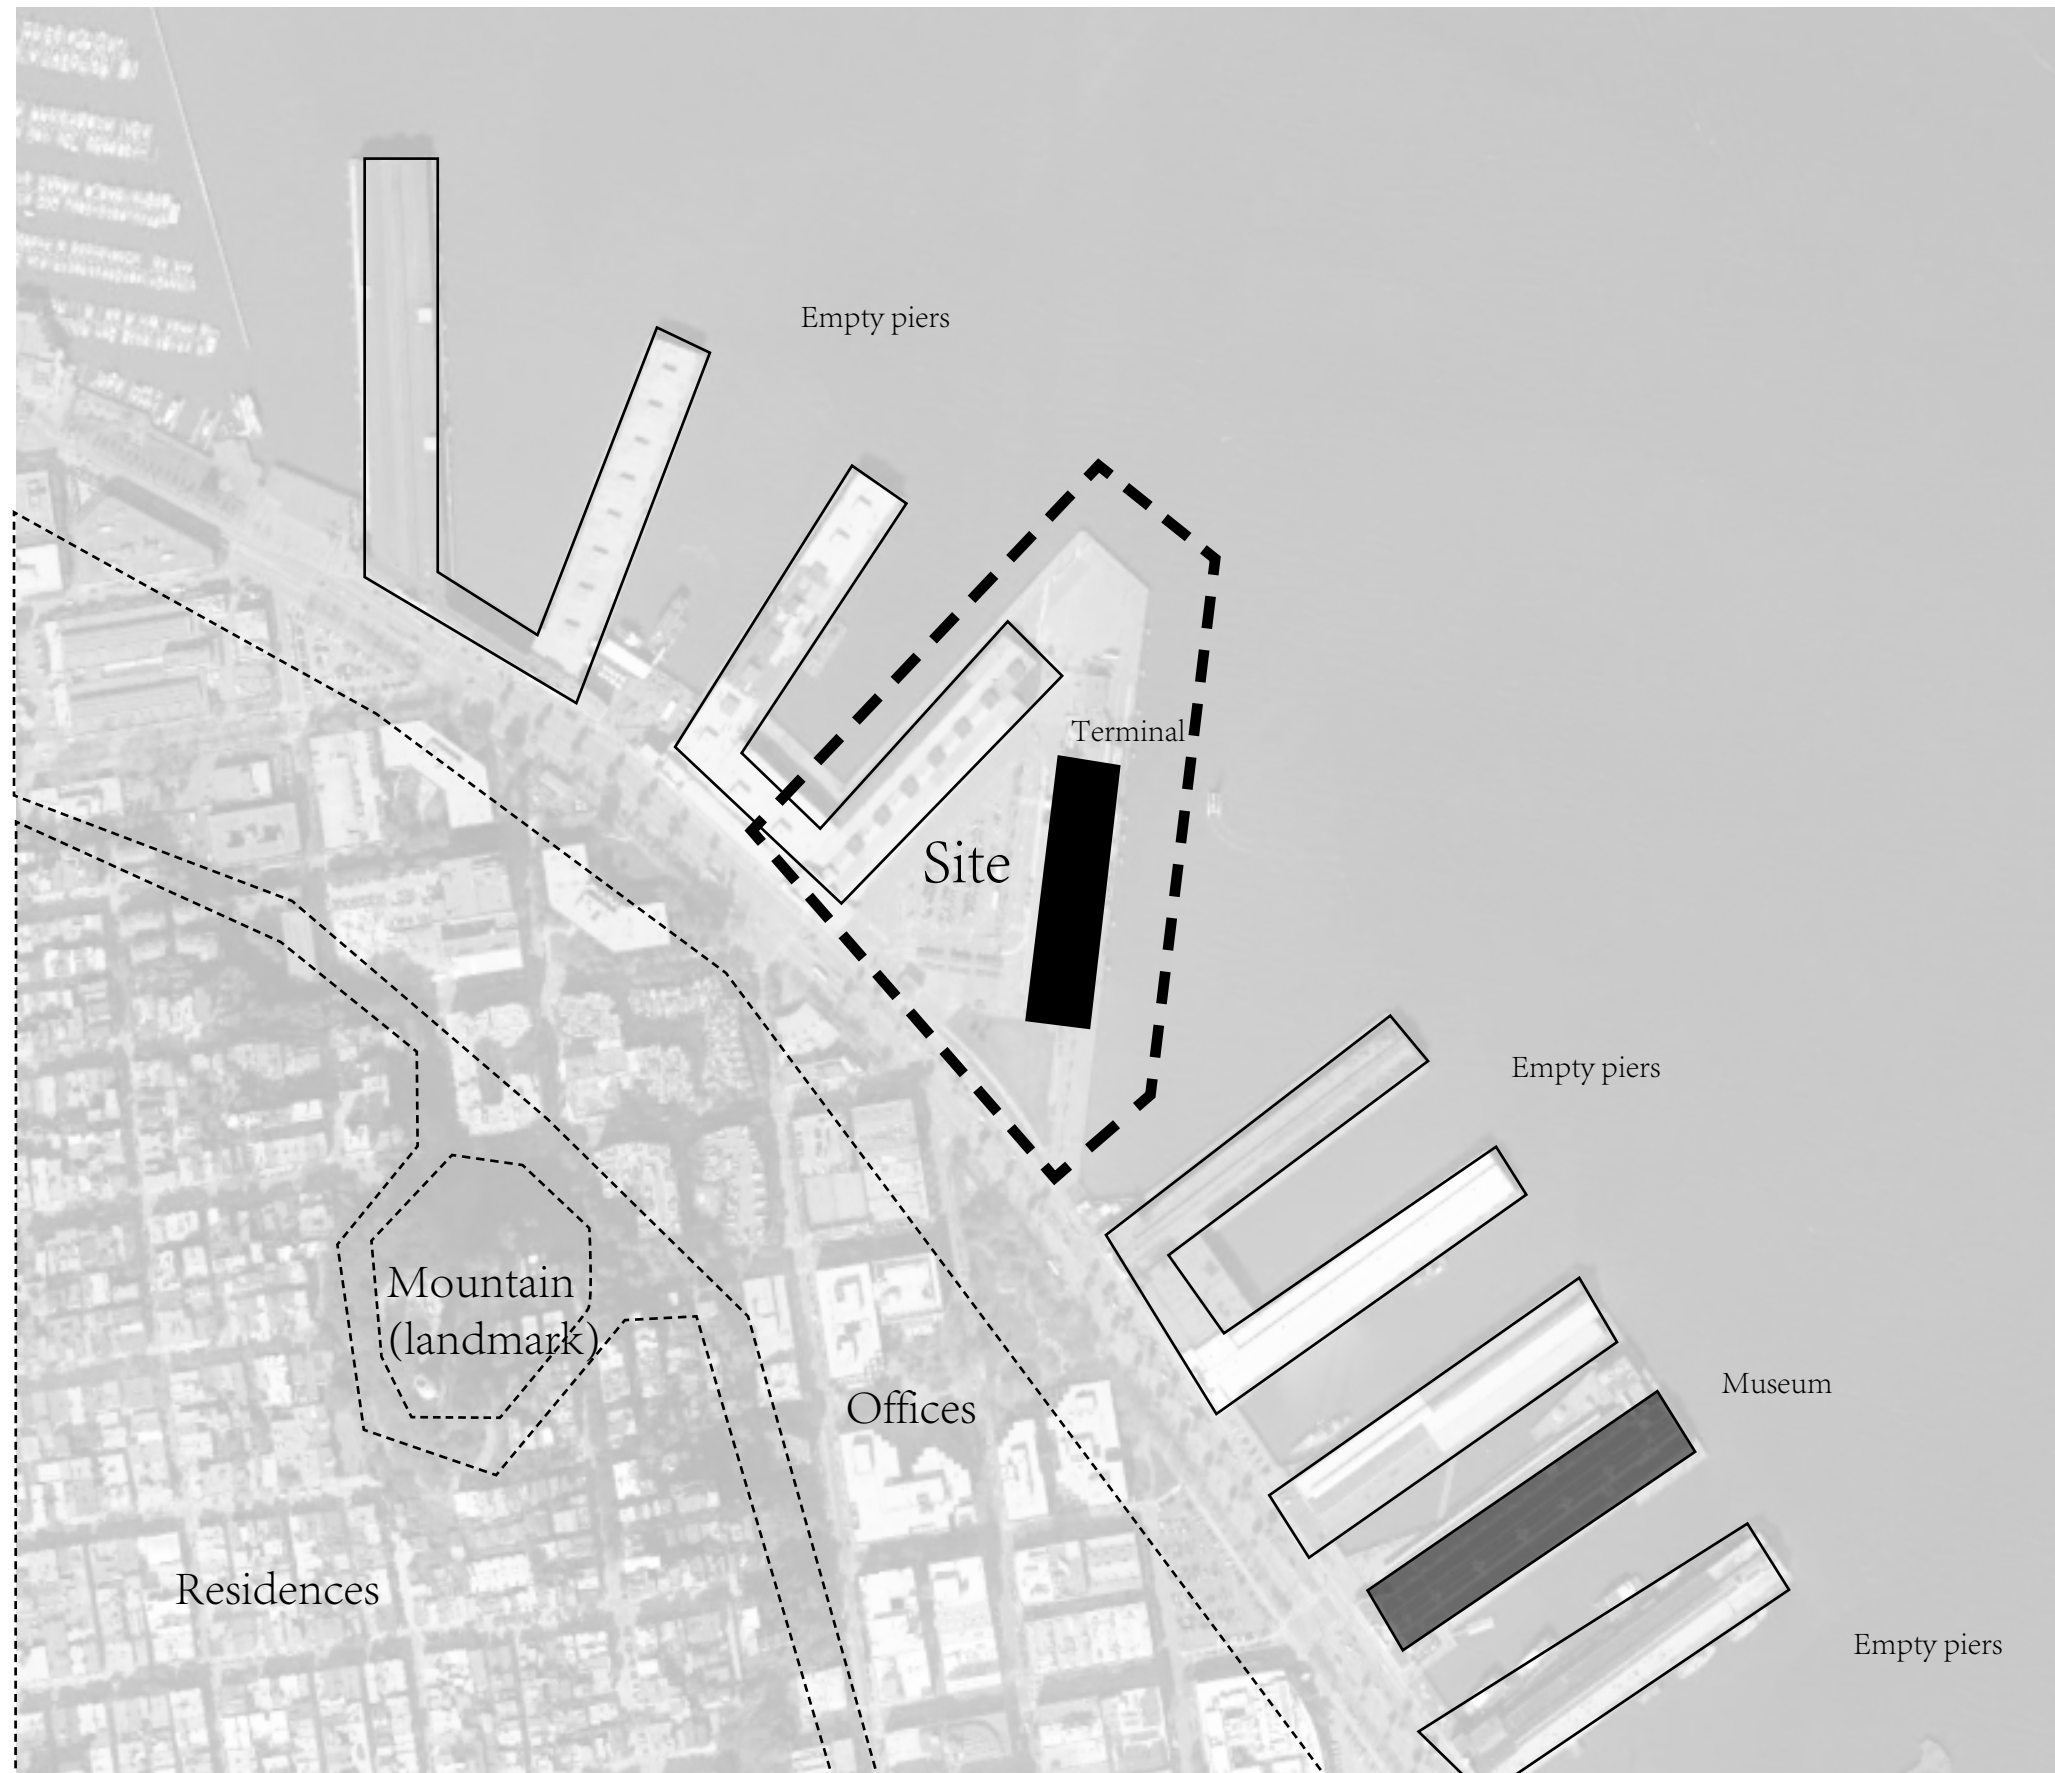 Empty piers
Terminal
Site
Empty piers
Mountain
(landmark)
Museum
Offices
Residences
Empty piers